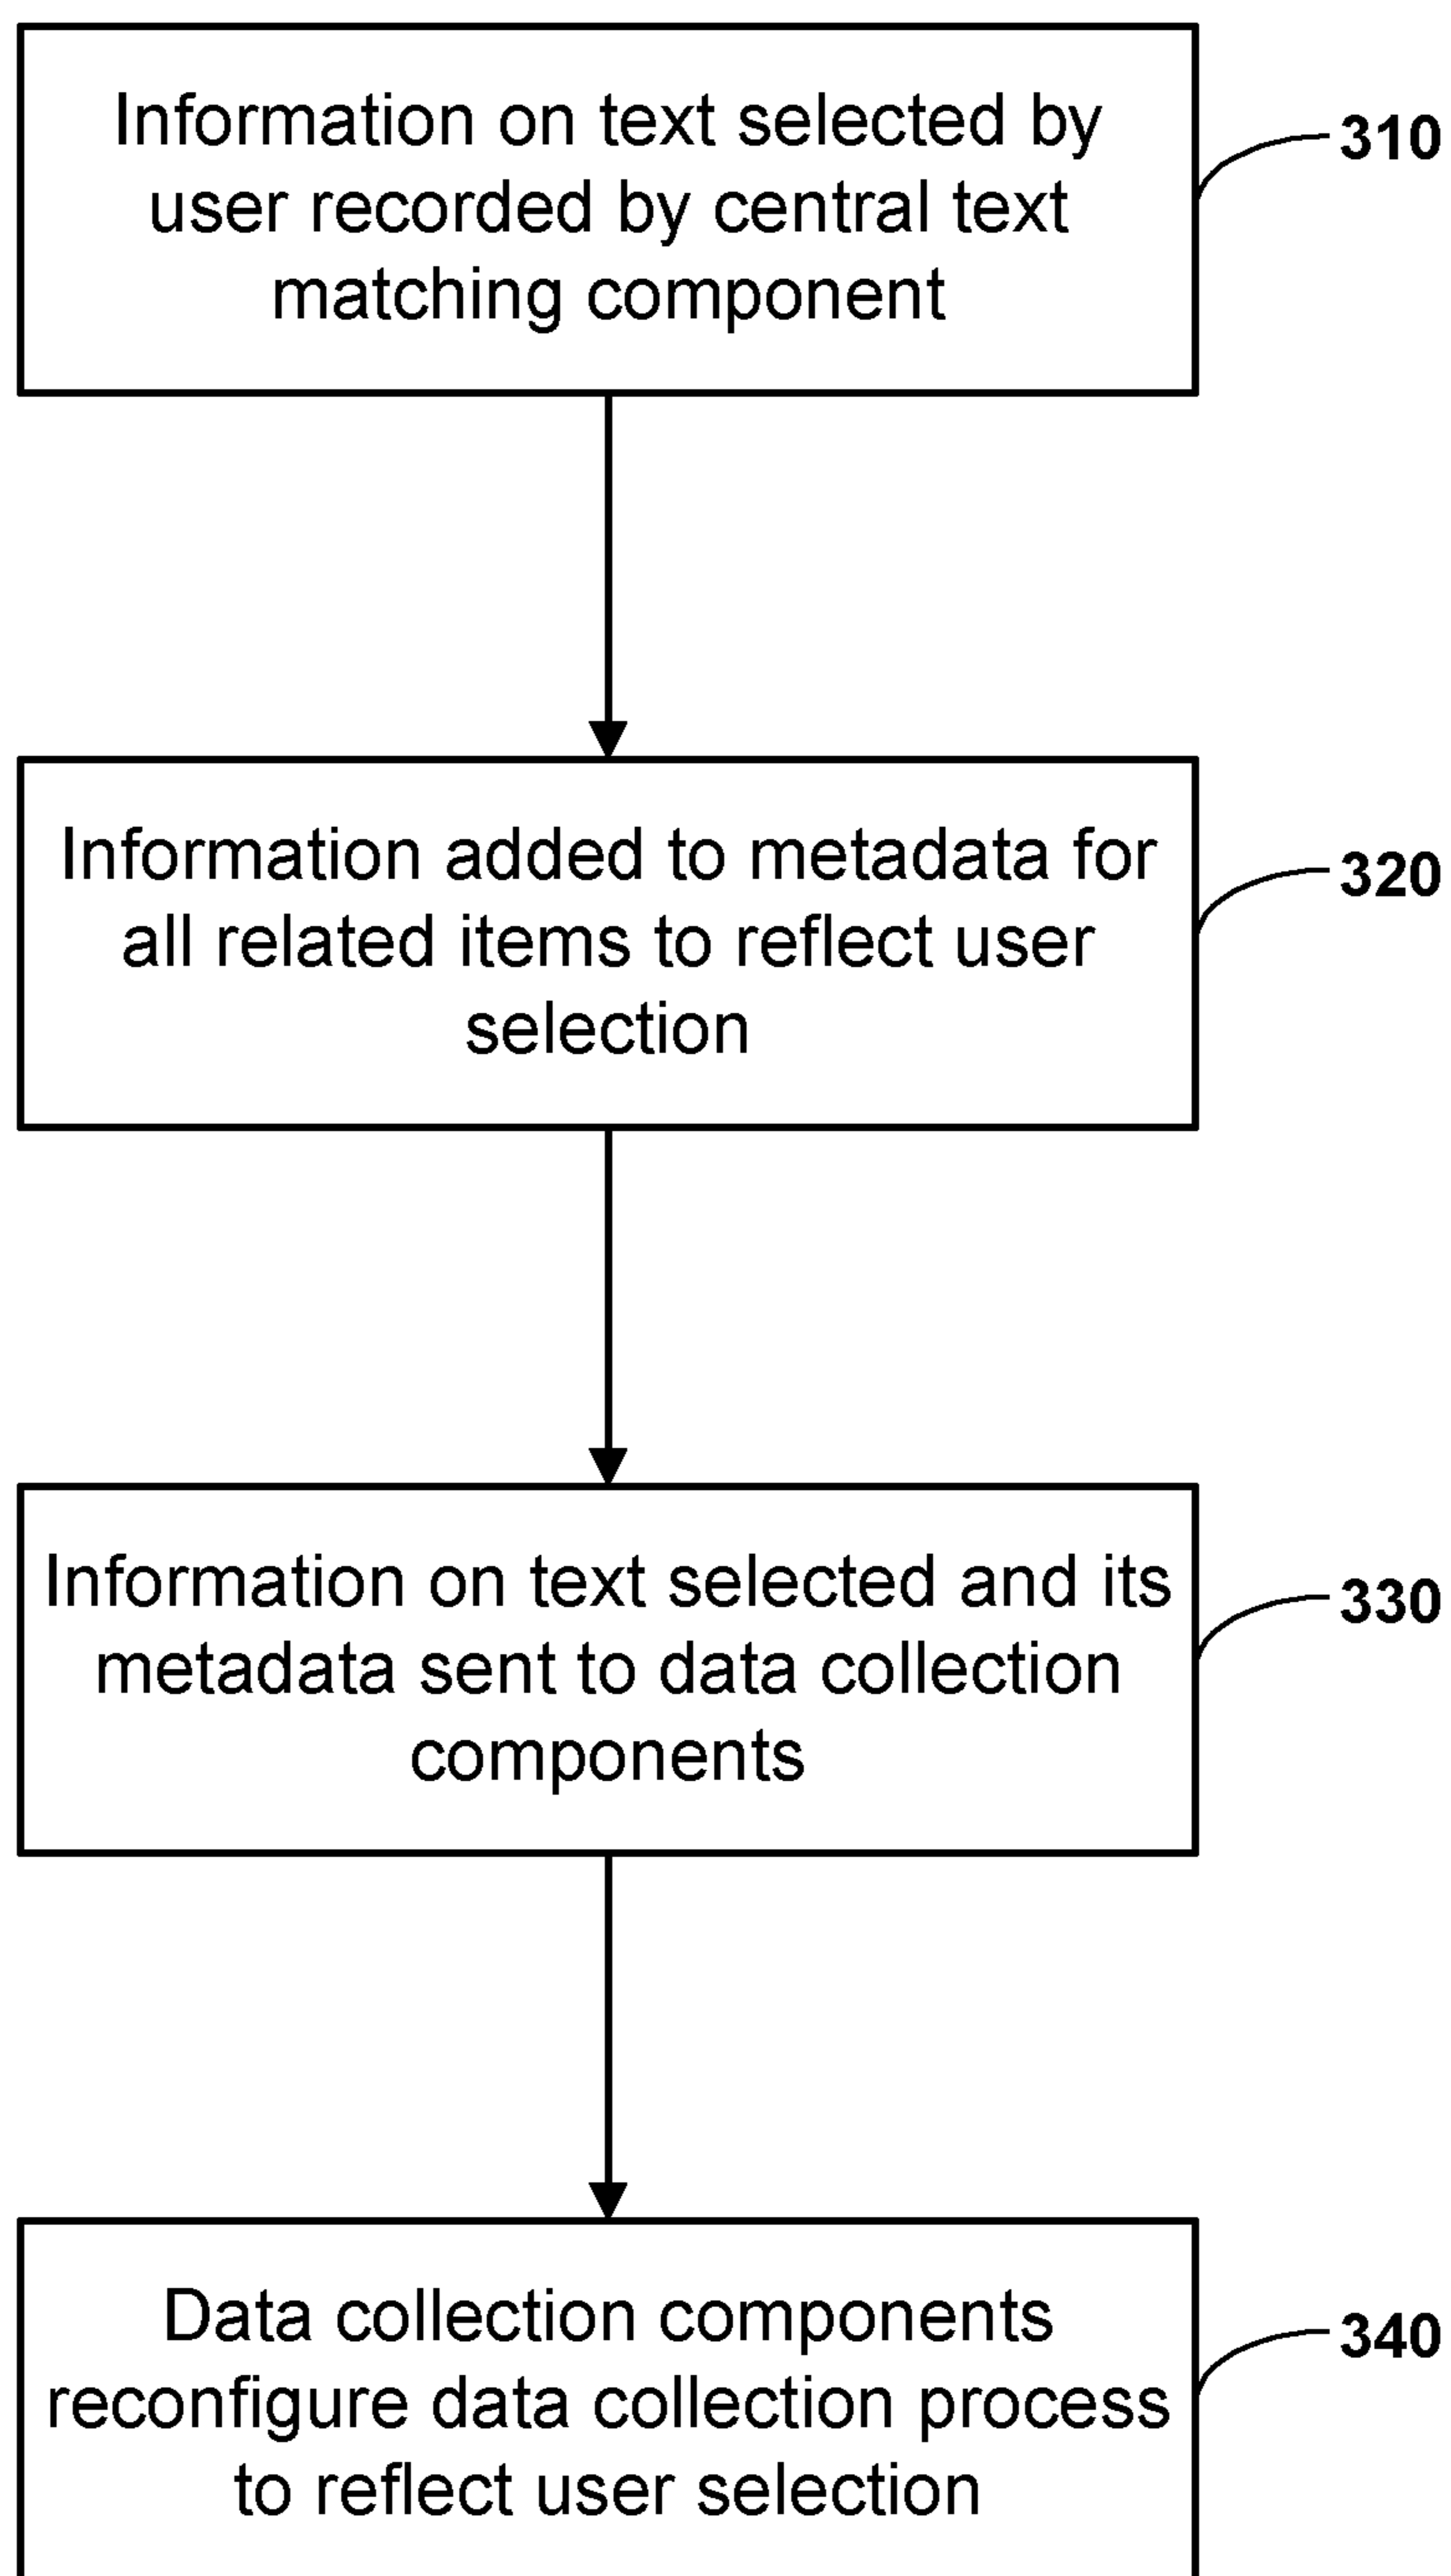 Information on text selected by
user recorded by central text
matching component
310
Information added to metadata for
all related items to reflect user
selection
320
Information on text selected and its
metadata sent to data collection
components
330
Data collection components
reconfigure data collection process
to reflect user selection
340